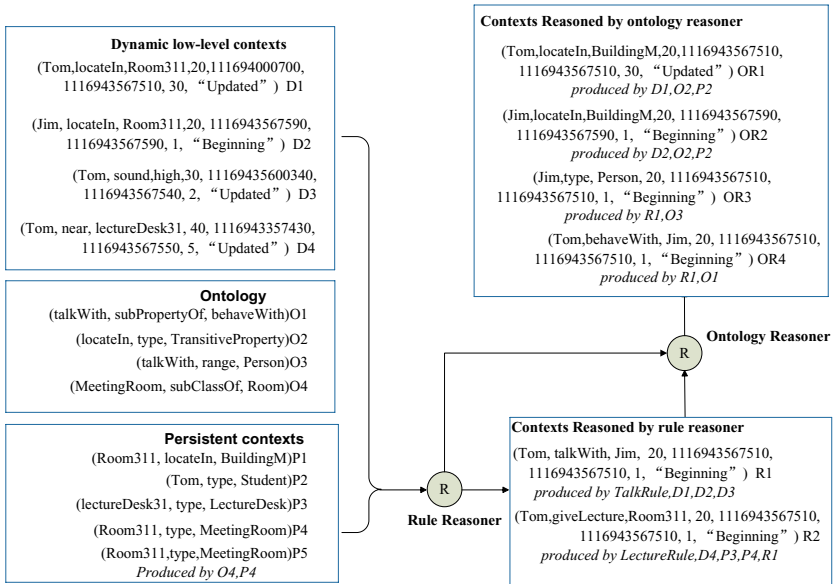 Dynamic low-level contexts
(Tom,locateIn,Room311,20,111694000700,
1116943567510, 30, “Updated”) D1
(Jim, locateIn, Room311,20, 1116943567590,
1116943567590, 1, “Beginning”) D2
(Tom, sound,high,30, 11169435600340,
1116943567540, 2, “Updated”) D3
(Tom, near, lectureDesk31, 40, 1116943357430,
1116943567550, 5, “Updated”) D4
Ontology
(talkWith, subPropertyOf, behaveWith)O1
(locateIn, type, TransitiveProperty)O2
(talkWith, range, Person)O3
(MeetingRoom, subClassOf, Room)O4
Persistent contexts
(Room311, locateIn, BuildingM)P1
(Tom, type, Student)P2
(lectureDesk31, type, LectureDesk)P3
(Room311, type, MeetingRoom)P4
(Room311,type,MeetingRoom)P5
Produced by O4,P4
R
Rule Reasoner
Contexts Reasoned by ontology reasoner
(Tom,locateIn,BuildingM,20,1116943567510,
1116943567510, 30, “Updated”) OR1
produced by D1,O2,P2
(Jim,locateIn,BuildingM,20, 1116943567590,
1116943567590, 1, “Beginning”) OR2
produced by D2,O2,P2
(Jim,type, Person, 20, 1116943567510,
1116943567510, 1, “Beginning”) OR3
produced by R1,O3
(Tom,behaveWith, Jim, 20, 1116943567510,
1116943567510, 1, “Beginning”) OR4
produced by R1,O1
R
Ontology Reasoner
Contexts Reasoned by rule reasoner
(Tom, talkWith, Jim, 20, 1116943567510,
1116943567510, 1, “Beginning”) R1
produced by TalkRule,D1,D2,D3
(Tom,giveLecture,Room311, 20, 1116943567510,
1116943567510, 1, “Beginning”) R2
produced by LectureRule,D4,P3,P4,R1